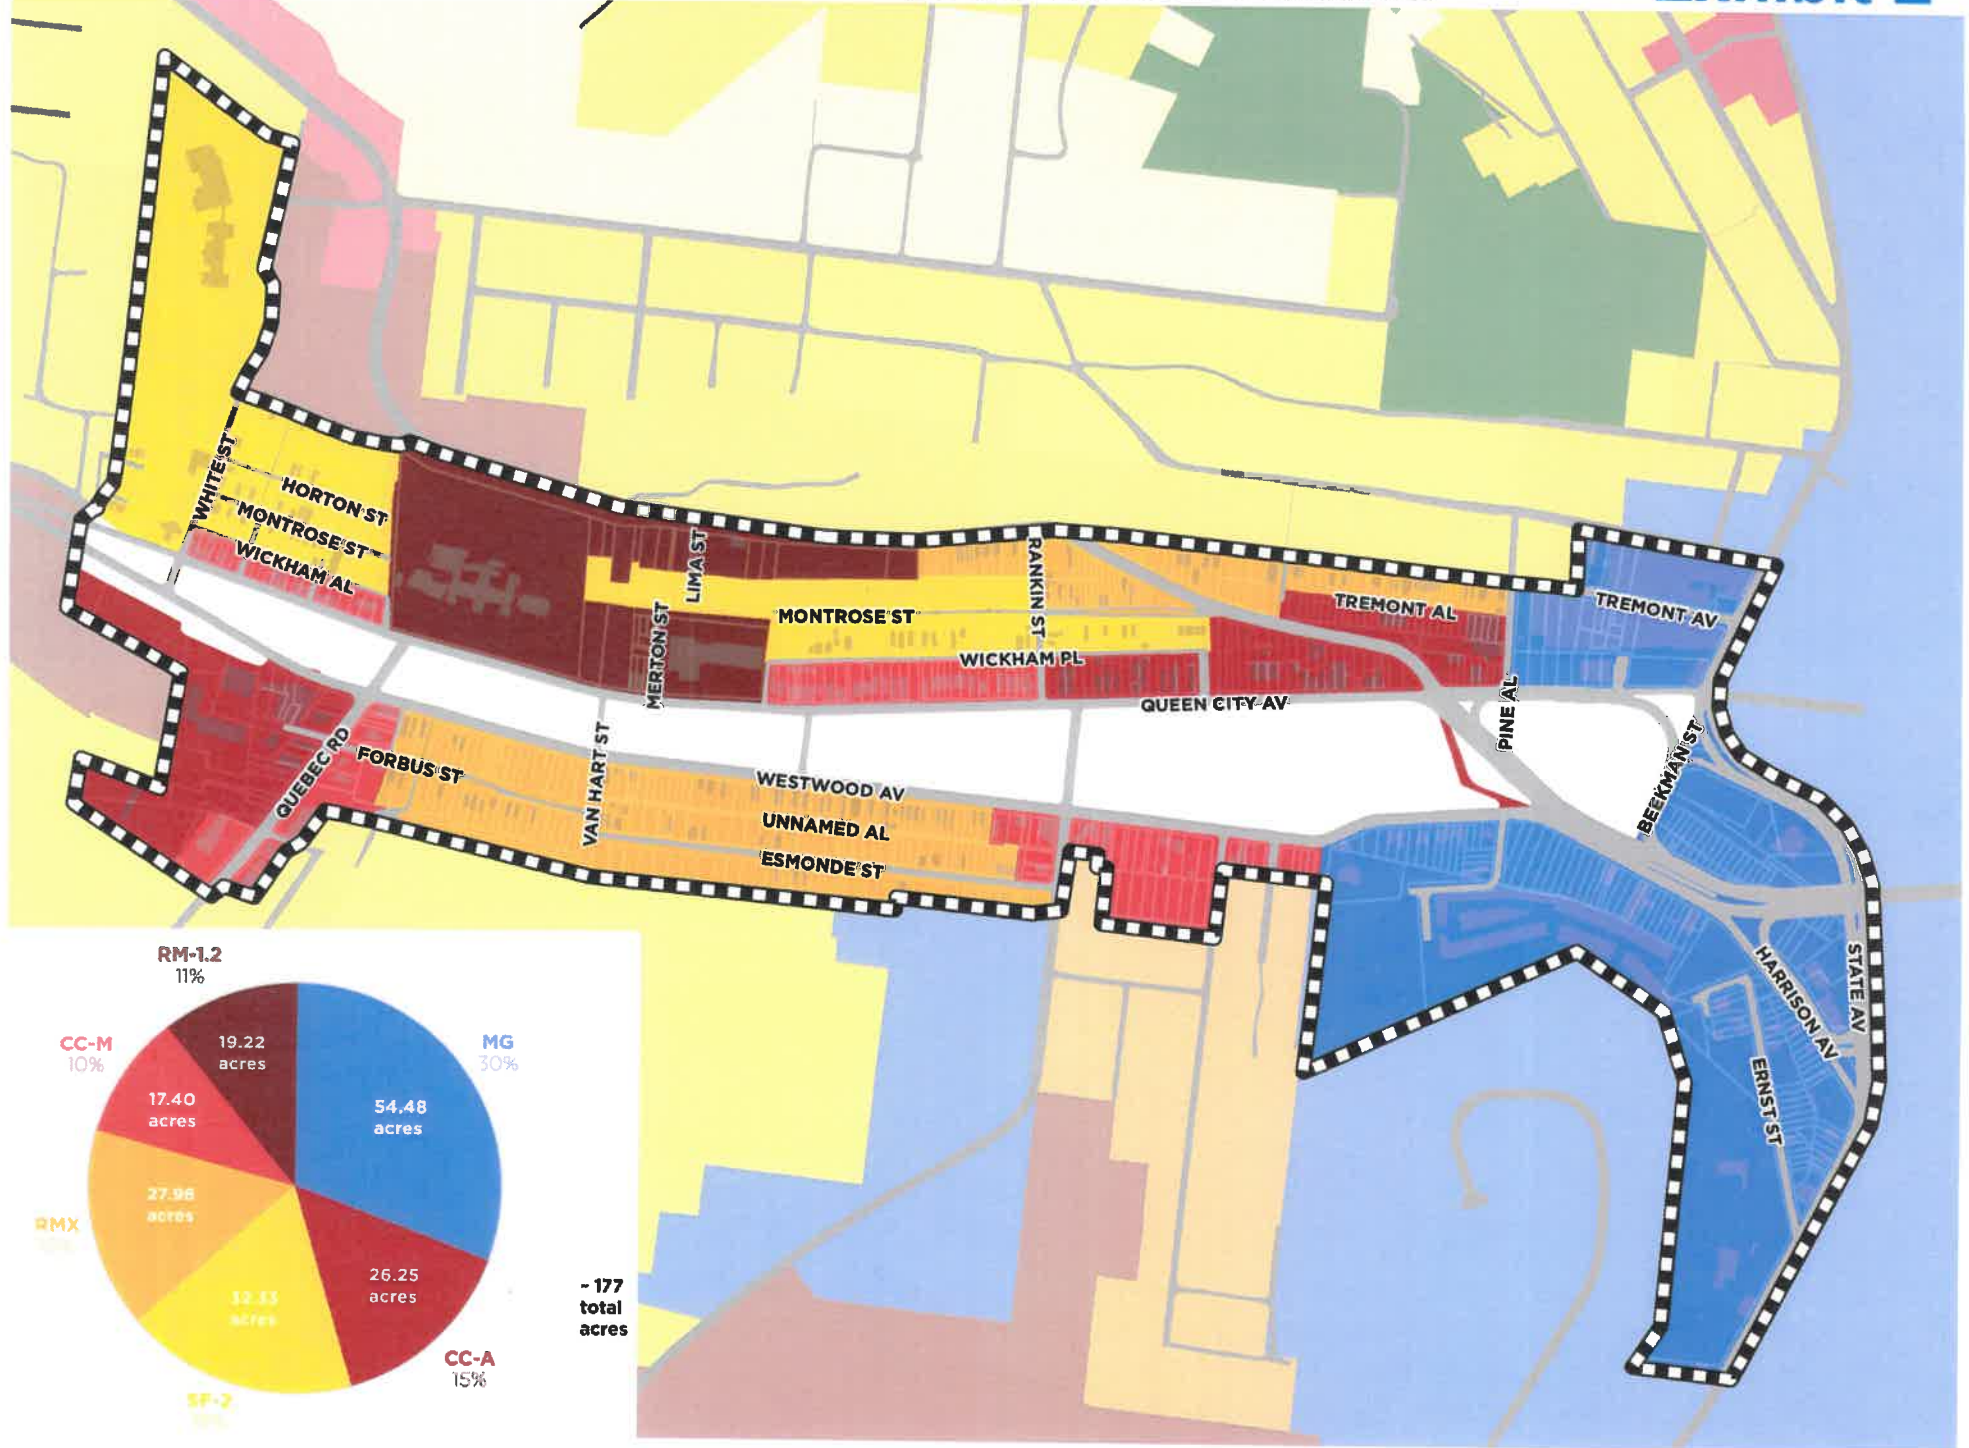 WHITE ST
HORTON ST
MONTROSE ST
WICKHAM AL
LIMA ST
RANKIN ST
MERTON ST
MONTROSE ST
WICKHAM PL
TREMONT AL
TREMONT AV
QUEEN CITY AV
PINE AL
BEEKMAN ST
QUEBEC RD
FORBUS ST
VAN HART ST
WESTWOOD AV
UNNAMED AL
ESMONDE ST
HARRISON AV
STATE AV
ERNST ST
RM-1.2
11%
CC-M
10%
MG
30%
19.22
acres
17.40
acres
54.48
acres
RMX
27.98
acres
26.25
acres
32.33
acres
CC-A
15%
SF-2
~ 177
total
acres